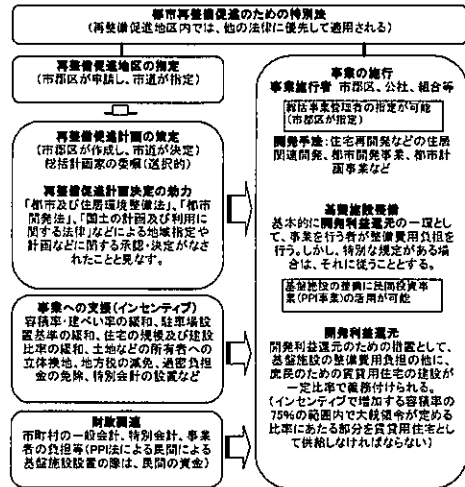 都市再整備促進のための特別法
(再整備促進地区内では、他の法律に優先して適用される)
再整備促進地区の指定
(市郡区が申請し、市道が指定)
再整備促進計画の策定
(市郡区が作成し、市道が決定)
総括計画家の委嘱(選択的)
再整備促進計画決定の効力
「都市及び住居環境整備法」、「都市
開発法」、「国土の計画及び利用に
関する法律」などによる地域指定や
計画などに関する承認・決定がなさ
れたことと見なす。
事業への支援(インセンティブ)
容積率・建ぺい率の緩和、駐車場設
置基準の緩和、住宅の規模及び建設
比率の緩和、土地などの所有者への
立体換地、地方税の減免、過密負担
金の免除、特別会計の設置など
財政関連
市町村の一般会計、特別会計、事業
者の負担等(PPI法による民間による
基盤施設設置の際は、民間の資金)
事業の施行
事業施行者 市郡区、公社、組合等
総括事業管理者の指定が可能
(市郡区が指定)
開発手法:住宅再開発などの住居
関連開発、都市開発事業、都市計
画事業など
基盤施設整備
基本的に開発利益還元の一環とし
て、事業を行う者が整備費用負担を
行う。しかし、特別な規定がある場
合は、それに従うこととする。
基盤施設の整備に民間投資事
業(PPI事業)の活用が可能
開発利益還元
開発利益還元のための措置として、
基盤施設の整備費用負担の他に、
庶民のための賃貸用住宅の建設が
一定比率で義務付けられる。
(インセンティブで増加する容積率の
75%の範囲内で大統領令が定める
比率にあたる部分を賃貸用住宅とし
て供給しなければならない)